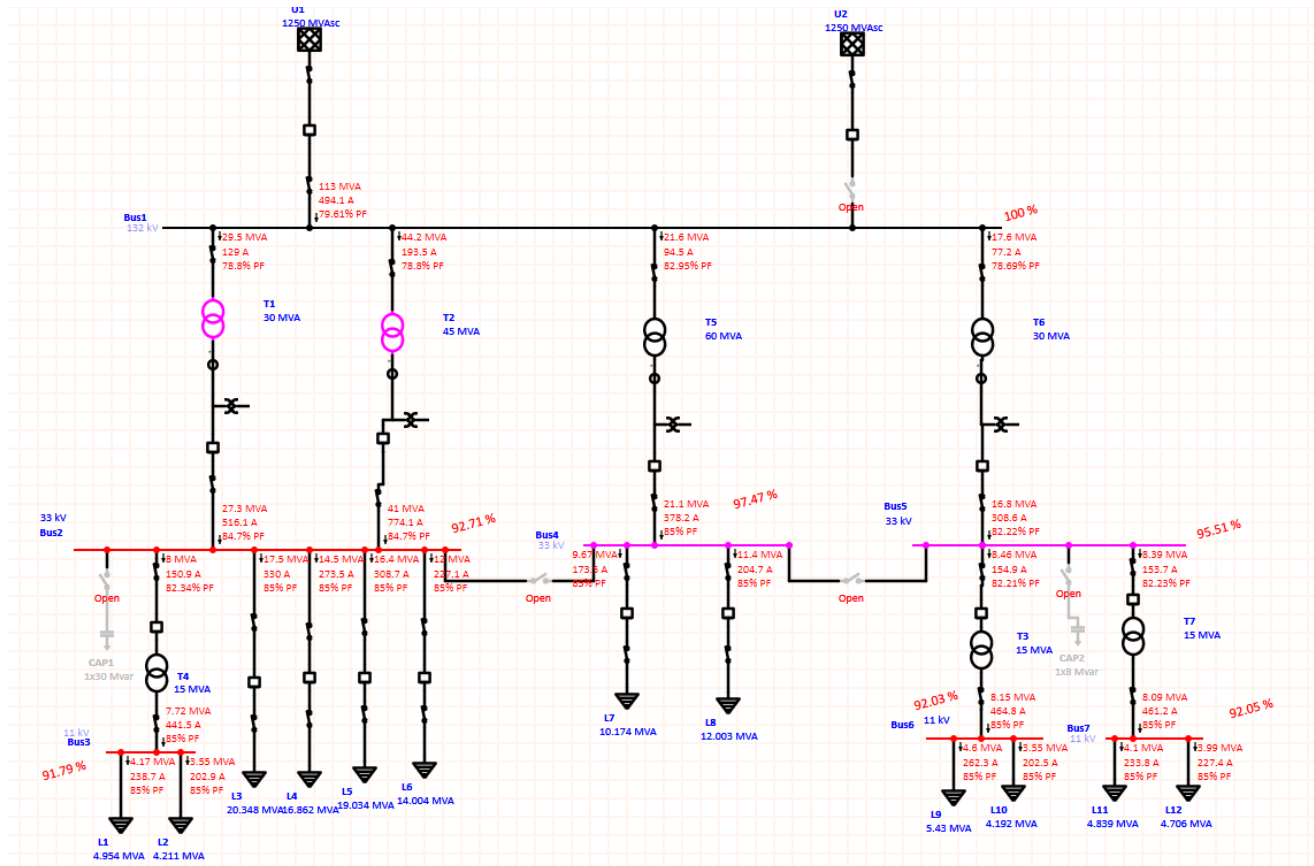 U1
1250 MVAsc
U2
1250 MVAsc
Open
113 MVA
494.1 A
79.61% PF
Bus1
132 kV
100 %
29.5 MVA
129 A
78.8% PF
44.2 MVA
193.5 A
78.8% PF
21.6 MVA
94.5 A
82.95% PF
17.6 MVA
77.2 A
78.69% PF
T1
30 MVA
T2
45 MVA
T5
60 MVA
T6
30 MVA
27.3 MVA
516.1 A
84.7% PF
41 MVA
774.1 A
84.7% PF
92.71 %
21.1 MVA
378.2 A
85% PF
97.47 %
16.8 MVA
308.6 A
82.22% PF
95.51 %
33 kV
Bus2
Bus4
33 kV
Bus5
33 kV
8 MVA
150.9 A
82.34% PF
17.5 MVA
330 A
85% PF
14.5 MVA
273.5 A
85% PF
16.4 MVA
308.7 A
85% PF
12 MVA
227.1 A
85% PF
9.67 MVA
173.5 A
85% PF
11.4 MVA
204.7 A
85% PF
8.46 MVA
154.9 A
82.21% PF
8.39 MVA
153.7 A
82.23% PF
Open
Open
Open
Open
CAP1
1x30 Mvar
T4
15 MVA
T3
15 MVA
CAP2
1x8 Mvar
T7
15 MVA
7.72 MVA
441.5 A
85% PF
8.15 MVA
464.8 A
85% PF
8.09 MVA
461.2 A
85% PF
11 kV
Bus3
91.79 %
92.03 %
Bus6
11 kV
Bus7
11 kV
92.05 %
4.17 MVA
238.7 A
85% PF
3.55 MVA
202.9 A
85% PF
4.6 MVA
262.3 A
85% PF
3.55 MVA
202.5 A
85% PF
4.1 MVA
233.8 A
85% PF
3.99 MVA
227.4 A
85% PF
L7
10.174 MVA
L8
12.003 MVA
L3
20.348 MVA
L4
16.862 MVA
L5
19.034 MVA
L6
14.004 MVA
L1
4.954 MVA
L2
4.211 MVA
L9
5.43 MVA
L10
4.192 MVA
L11
4.839 MVA
L12
4.706 MVA